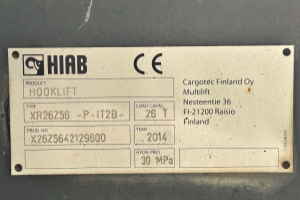 HIAB CE
PRODUCT
HOOKLIFT
TYPE LOAD CAPAC.
XR26Z56 -P-IT2B- 26 T
PROD. NO YEAR
X26Z5642129600 2014
HYDR. PRES
30 MPa
Cargotec Finland Oy
Multilift
Nesteentie 36
FI-21200 Raisio
Finland